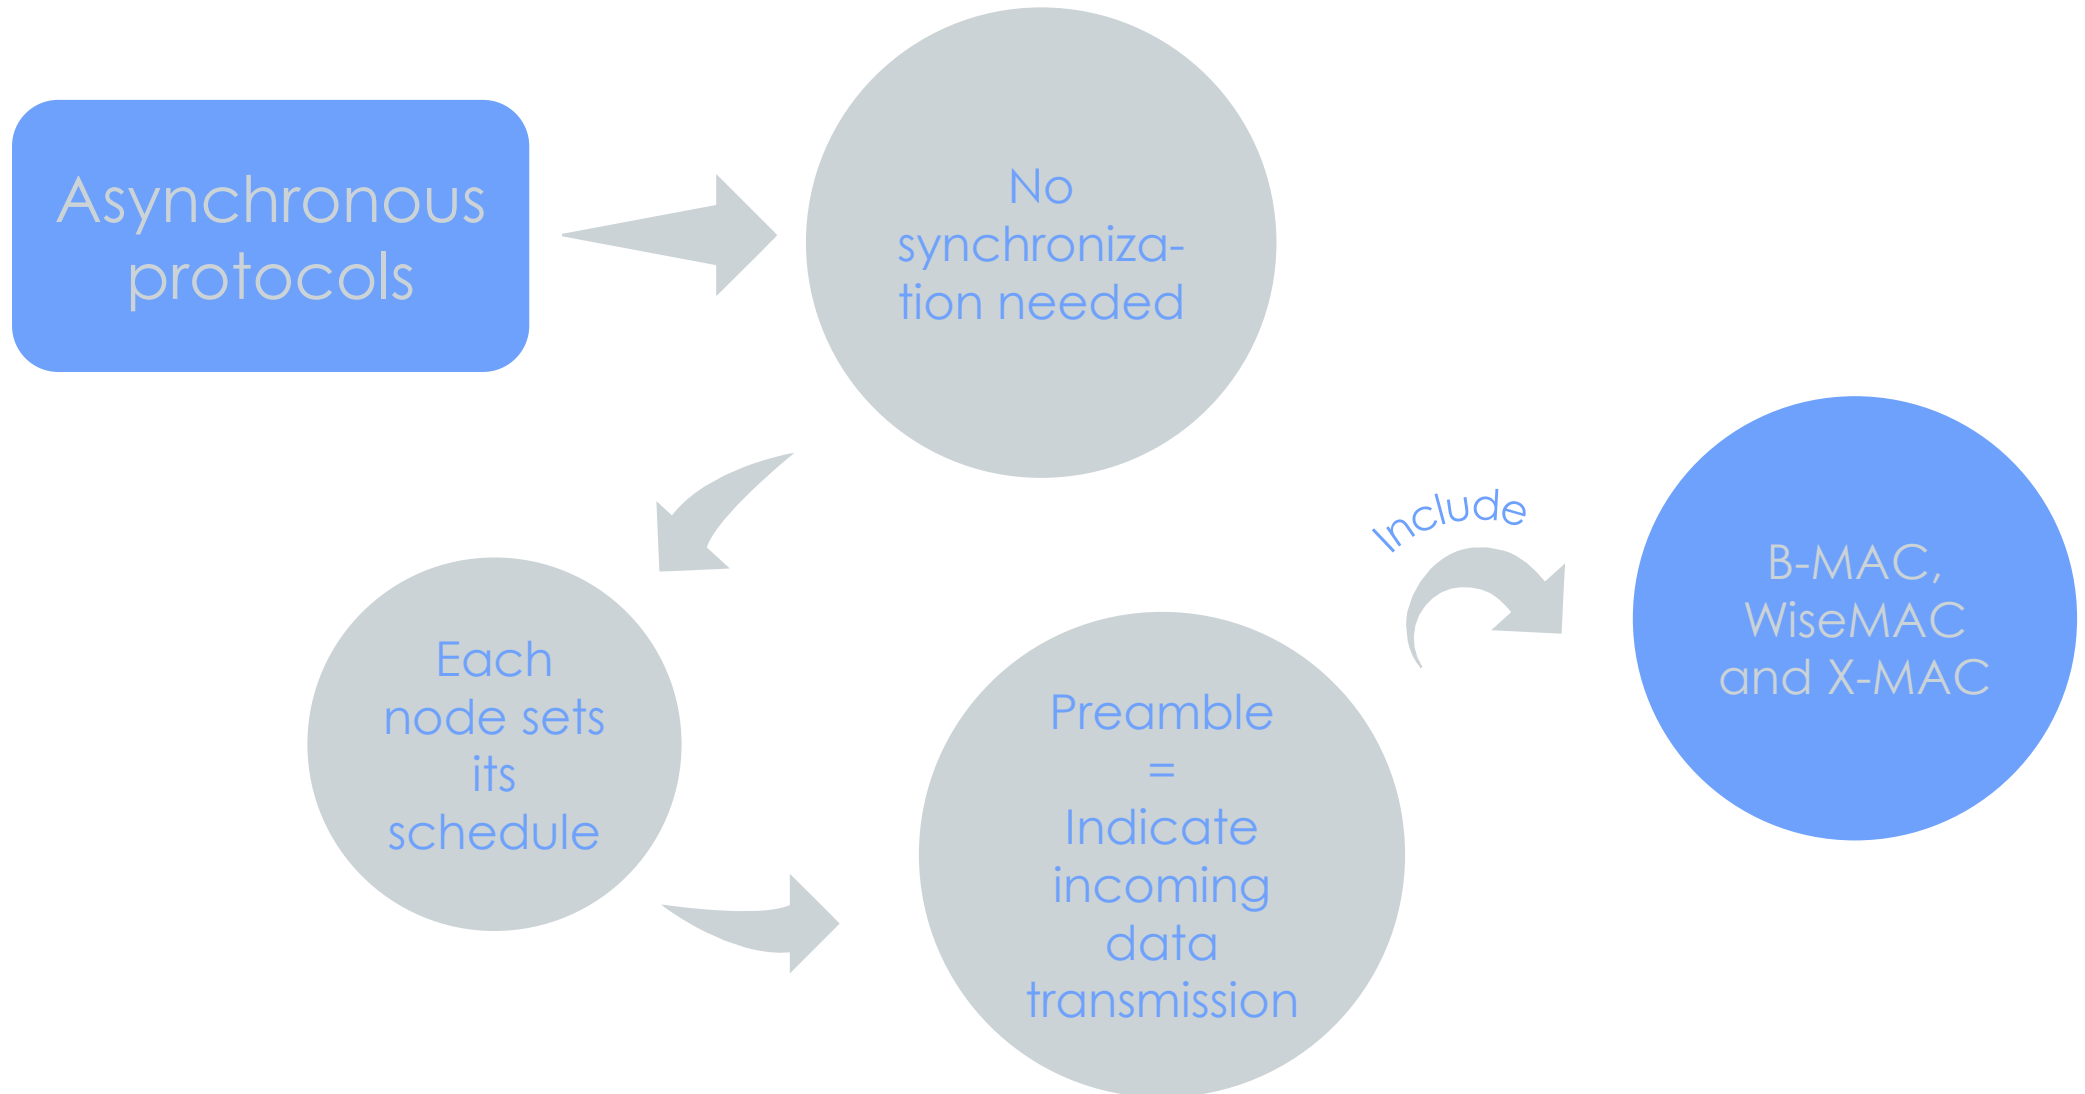 Asynchronous
protocols
No
synchroniza-
tion needed
Each
node sets
its
schedule
Preamble
=
Indicate
incoming
data
transmission
Include
B-MAC,
WiseMAC
and X-MAC